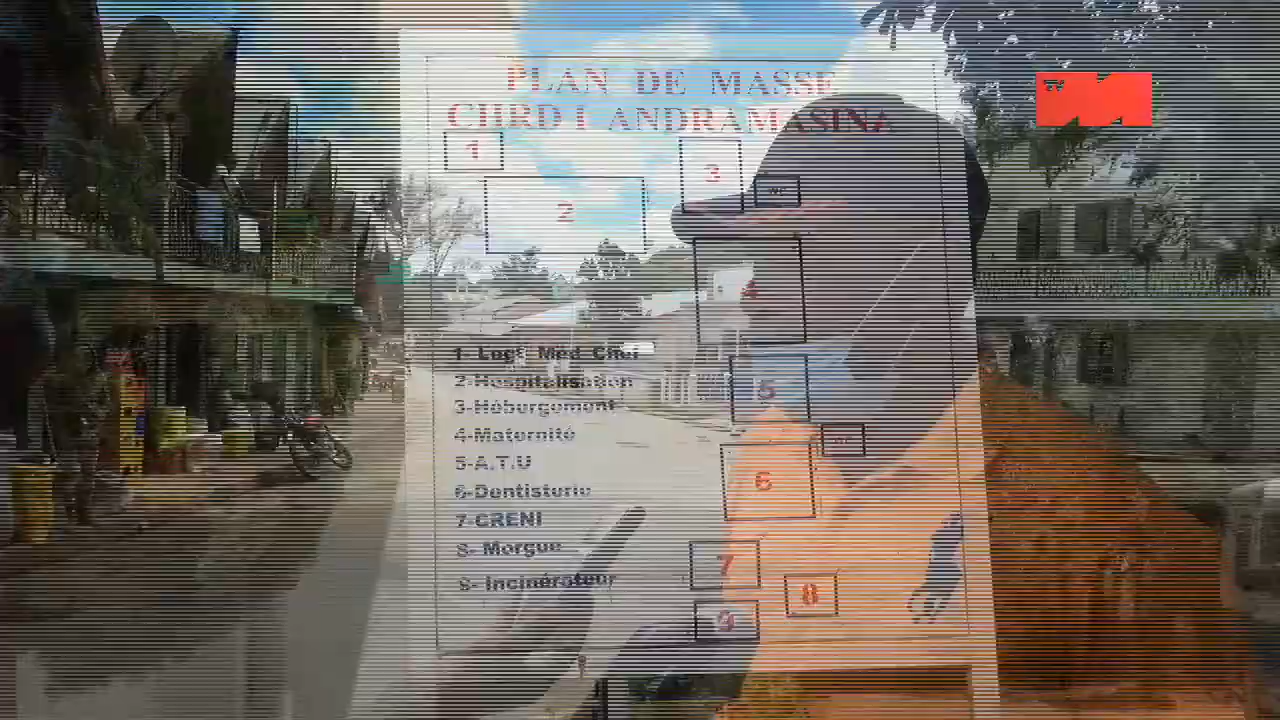 PLAN DE MASSE
CHRD I ANDRAMASINA
1
3
WC
2
4
1- Logt Med Chef
2-Hospitalisation
3-Hébergement
5
4-Maternité
5-A.T.U
6
6-Dentisterie
7-CRENI
8- Morgue
7
9- Incinérateur
8
9